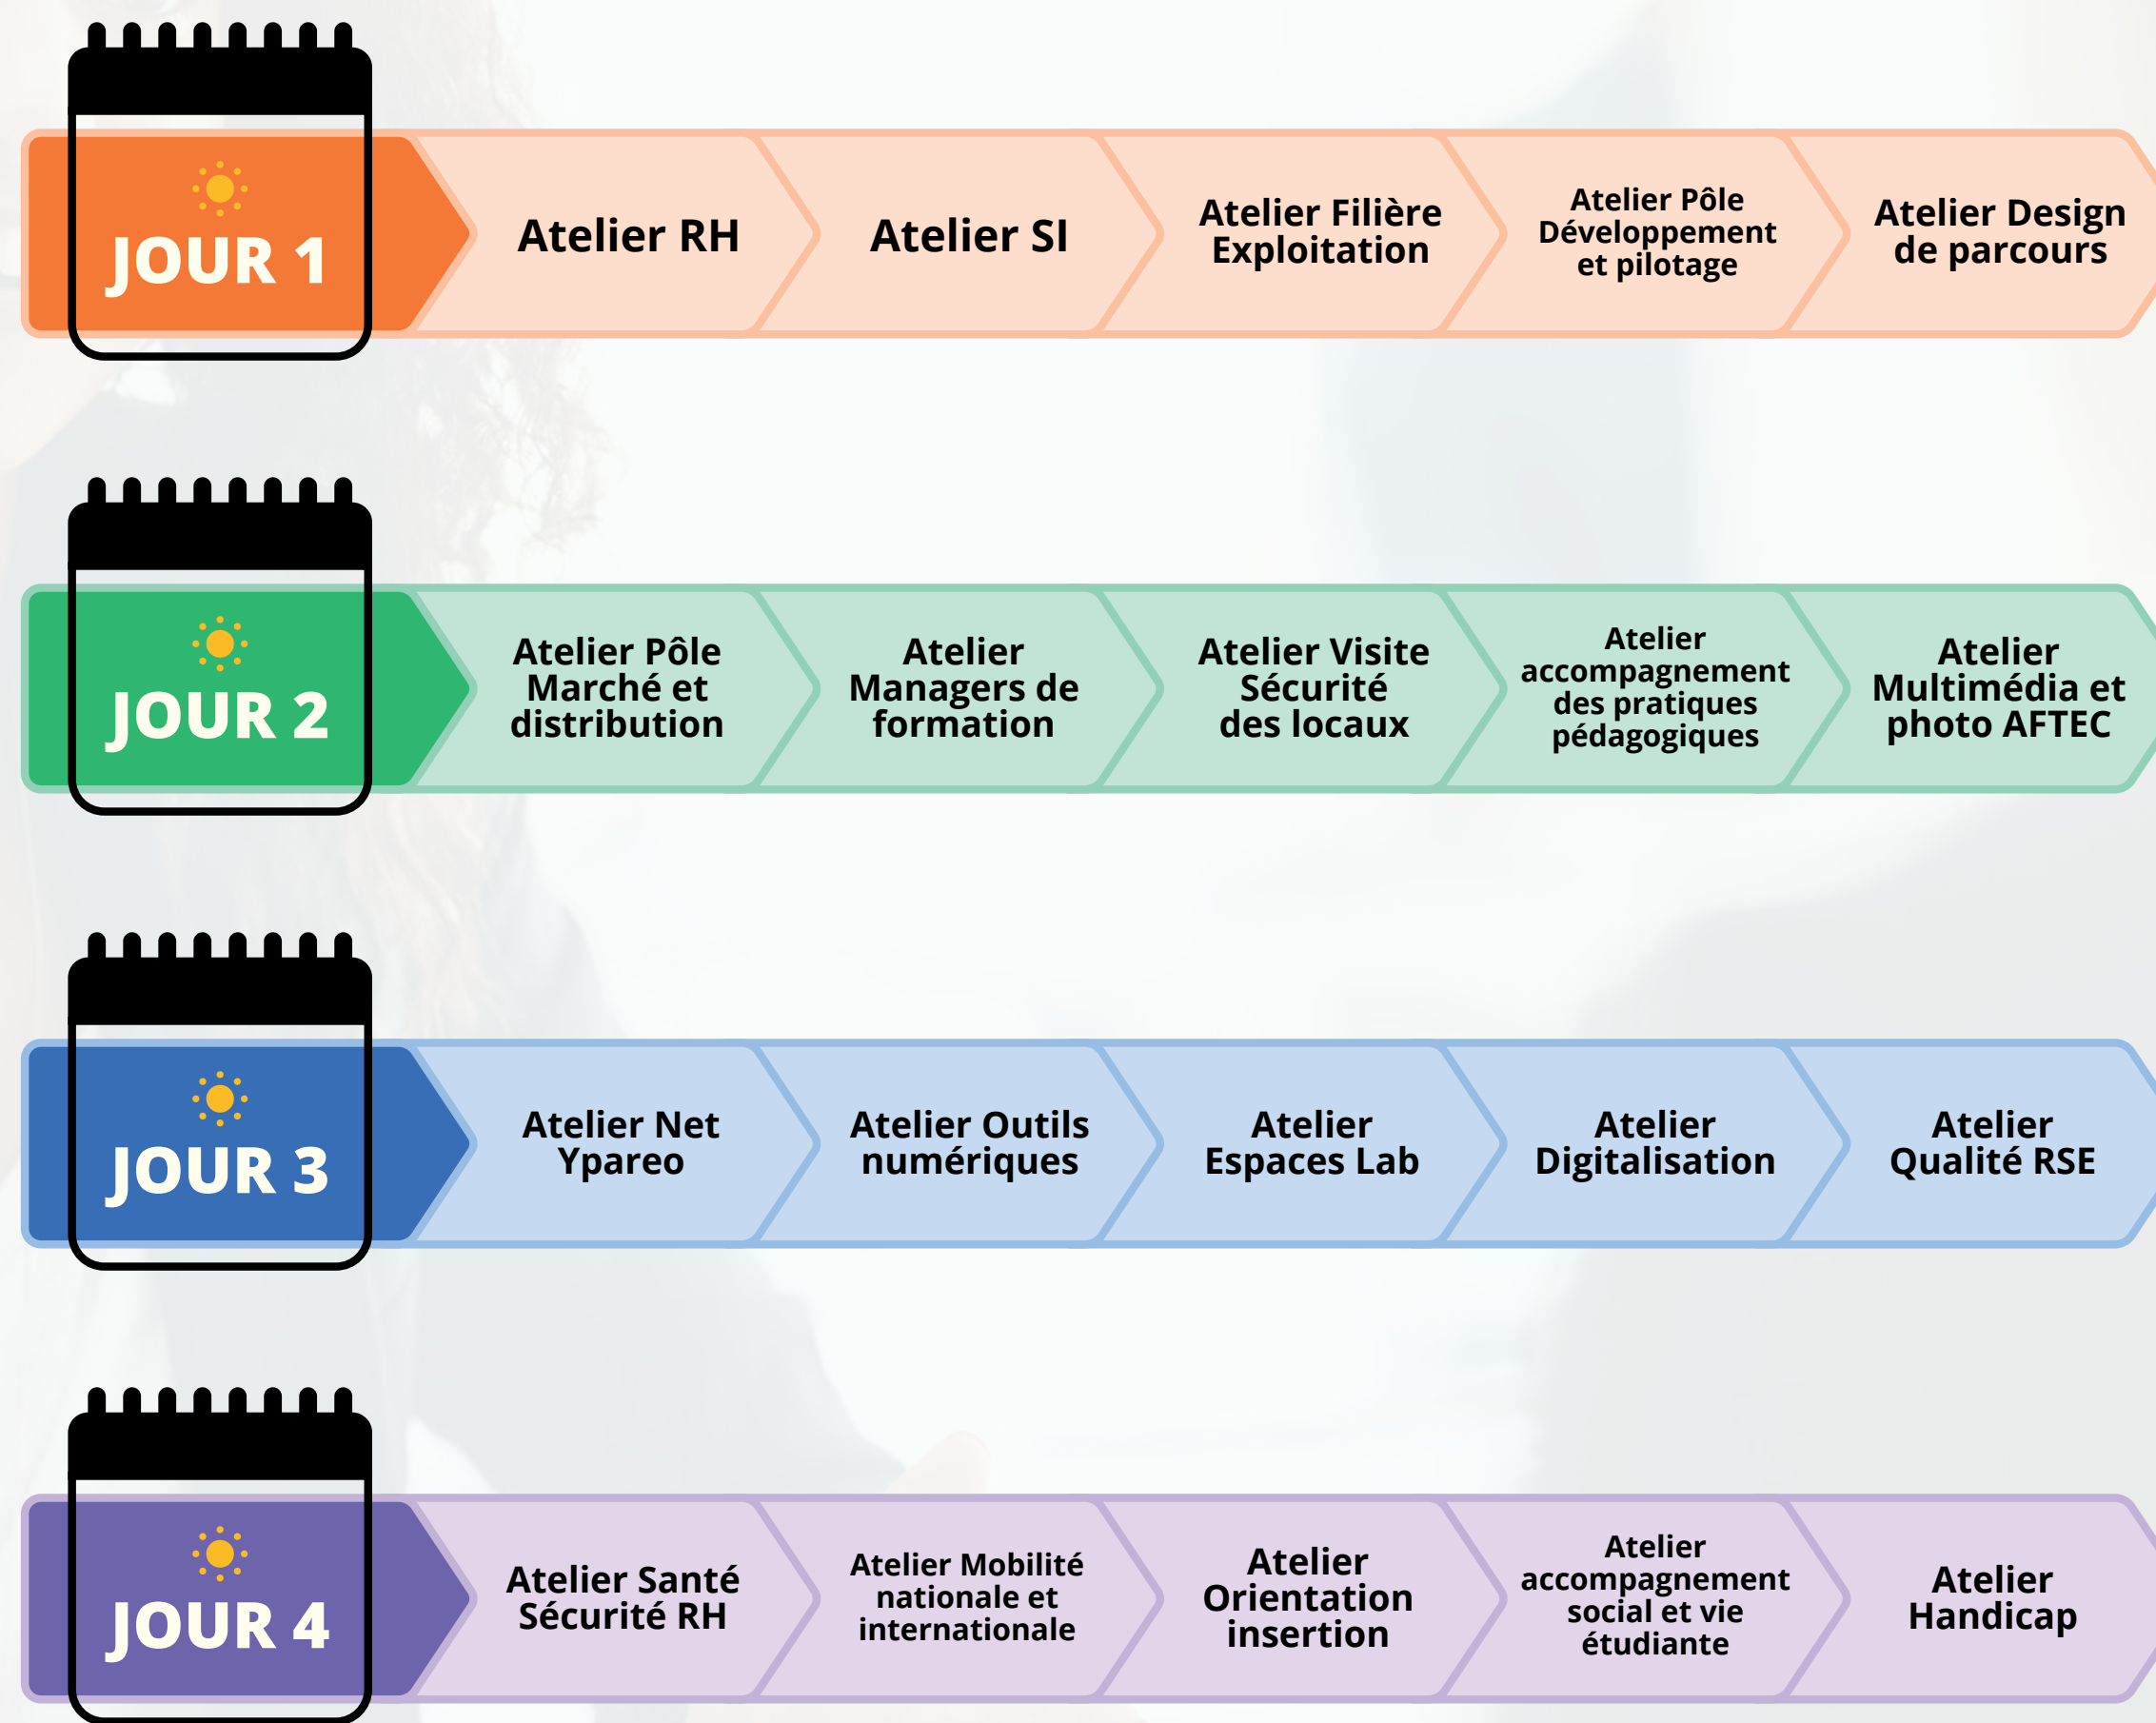 JOUR 1
Atelier RH
Atelier SI
Atelier Filière
Exploitation
Atelier Pôle
Développement
et pilotage
Atelier Design
de parcours
JOUR 2
Atelier Pôle
Marché et
distribution
Atelier
Managers de
formation
Atelier Visite
Sécurité
des locaux
Atelier
accompagnement
des pratiques
pédagogiques
Atelier
Multimédia et
photo AFTEC
JOUR 3
Atelier Net
Ypareo
Atelier Outils
numériques
Atelier
Espaces Lab
Atelier
Digitalisation
Atelier
Qualité RSE
JOUR 4
Atelier Santé
Sécurité RH
Atelier Mobilité
nationale et
internationale
Atelier
Orientation
insertion
Atelier
accompagnement
social et vie
étudiante
Atelier
Handicap